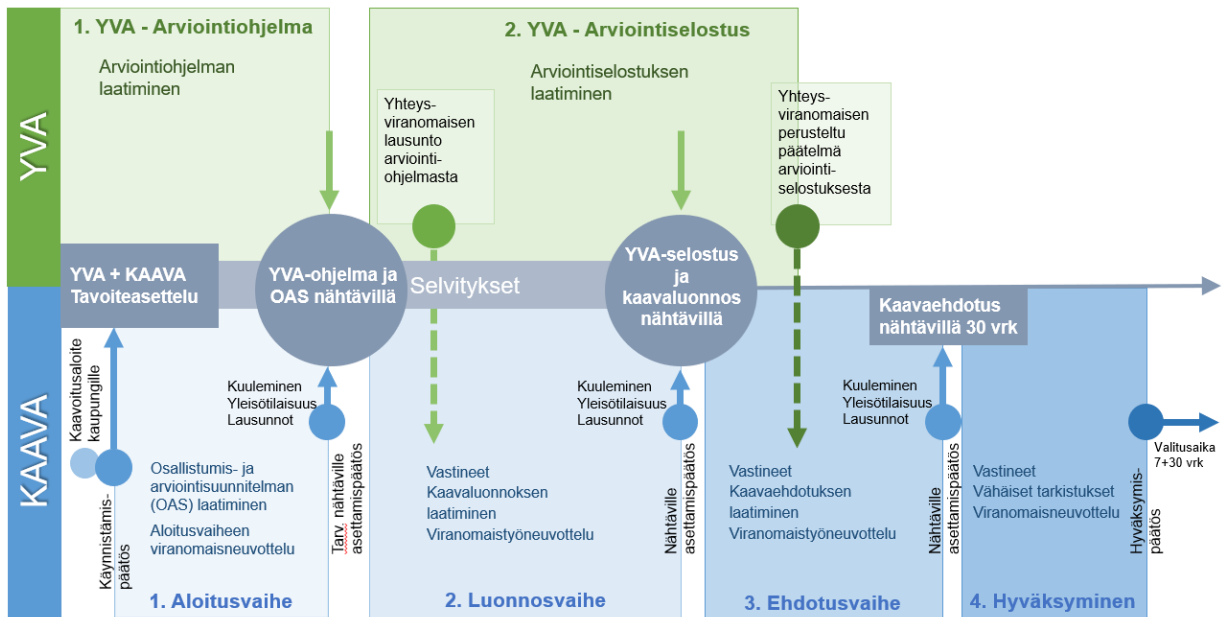 YVA
1. YVA - Arviointiohjelma
Arviointiohjelman
laatiminen
2. YVA - Arviointiselostus
Arviointiselostuksen
laatiminen
Yhteys-
viranomaisen
lausunto
arviointi-
ohjelmasta
Yhteys-
viranomaisen
perusteltu
päätelmä
arviointi-
selostuksesta
YVA + KAAVA
Tavoiteasettelu
YVA-ohjelma ja
OAS nähtävillä
Selvitykset
YVA-selostus
ja
kaavaluonnos
nähtävillä
Kaavaehdotus
nähtävillä 30 vrk
KAAVA
Kaavoitusaloite
kaupungille
Käynnistämis-
päätös
Osallistumis- ja
arviointisuunnitelman
(OAS) laatiminen
Aloitusvaiheen
viranomaisneuvottelu
Kuuleminen
Yleisötilaisuus
Lausunnot
Tarv. nähtäville
asettamispäätös
1. Aloitusvaihe
Vastineet
Kaavaluonnoksen
laatiminen
Viranomaistyöneuvottelu
Kuuleminen
Yleisötilaisuus
Lausunnot
Nähtäville
asettamispäätös
2. Luonnosvaihe
Vastineet
Kaavaehdotuksen
laatiminen
Viranomaistyöneuvottelu
Kuuleminen
Yleisötilaisuus
Lausunnot
Nähtäville
asettamispäätös
3. Ehdotusvaihe
Vastineet
Vähäiset tarkistukset
Viranomaisneuvottelu
Hyväksymis-
päätös
Valitusaika
7+30 vrk
4. Hyväksyminen